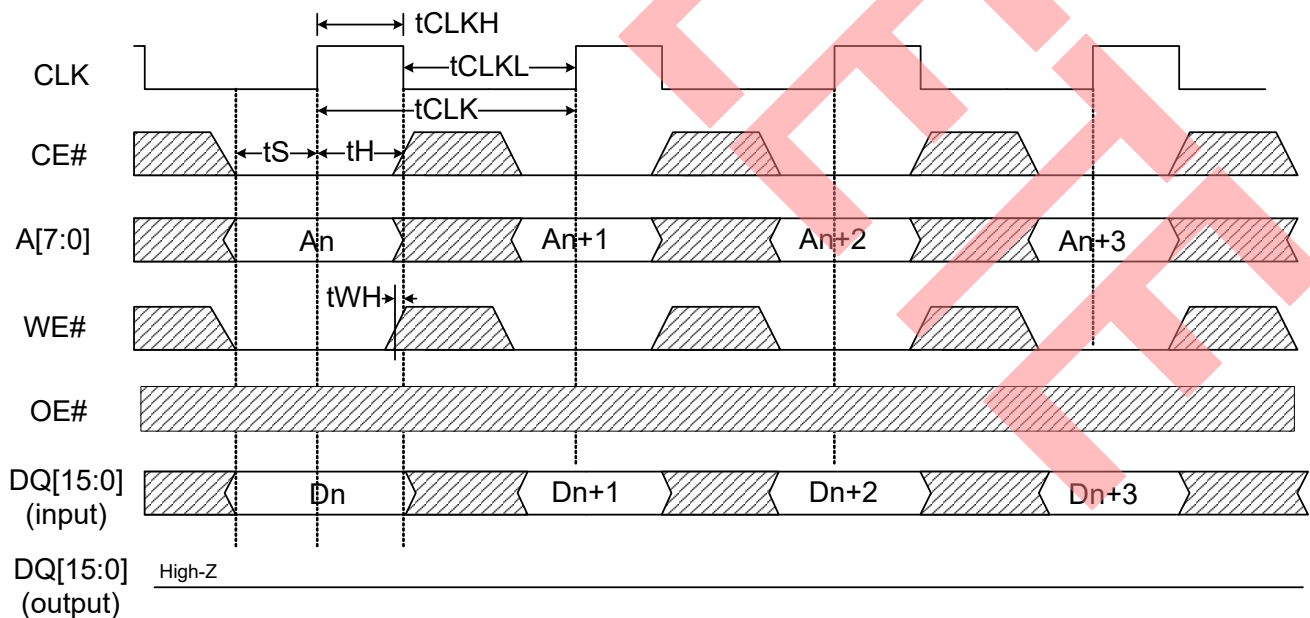 tCLKH
CLK
tCLKL
tCLK
CE#
tS
tH
A[7:0]
An
An+1
An+2
An+3
tWH
WE#
OE#
DQ[15:0]
(input)
Dn
Dn+1
Dn+2
Dn+3
DQ[15:0]
(output)
High-Z